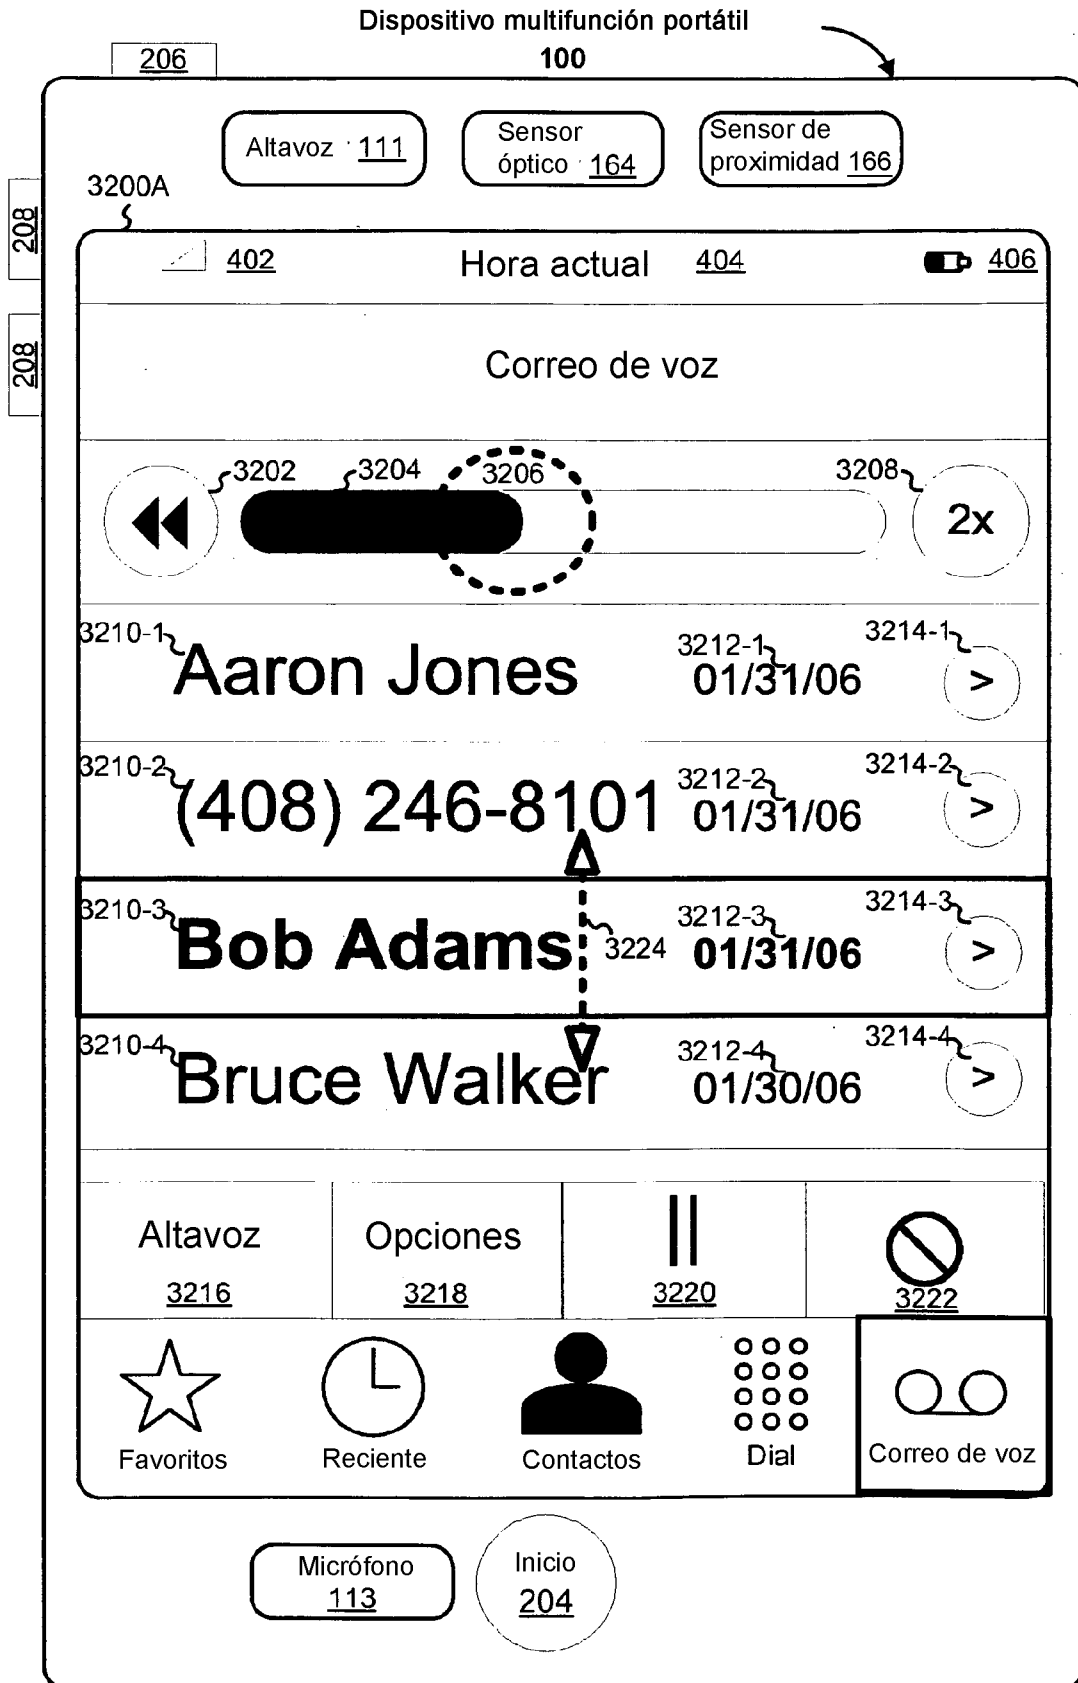 Dispositivo multifunción portátil
100
206
Altavoz 111
Sensor óptico 164
Sensor de proximidad 166
3200A
208
208
402 Hora actual 404 406
Correo de voz
3202 3204 3206 3208
2x
3210-1 Aaron Jones 3212-1 01/31/06 3214-1 >
3210-2 (408) 246-8101 3212-2 01/31/06 3214-2 >
3210-3 Bob Adams 3224 3212-3 01/31/06 3214-3 >
3210-4 Bruce Walker 3212-4 01/30/06 3214-4 >
Altavoz Opciones
3216 3218 3220 3222
Favoritos Reciente Contactos Dial Correo de voz
Micrófono 113
Inicio 204